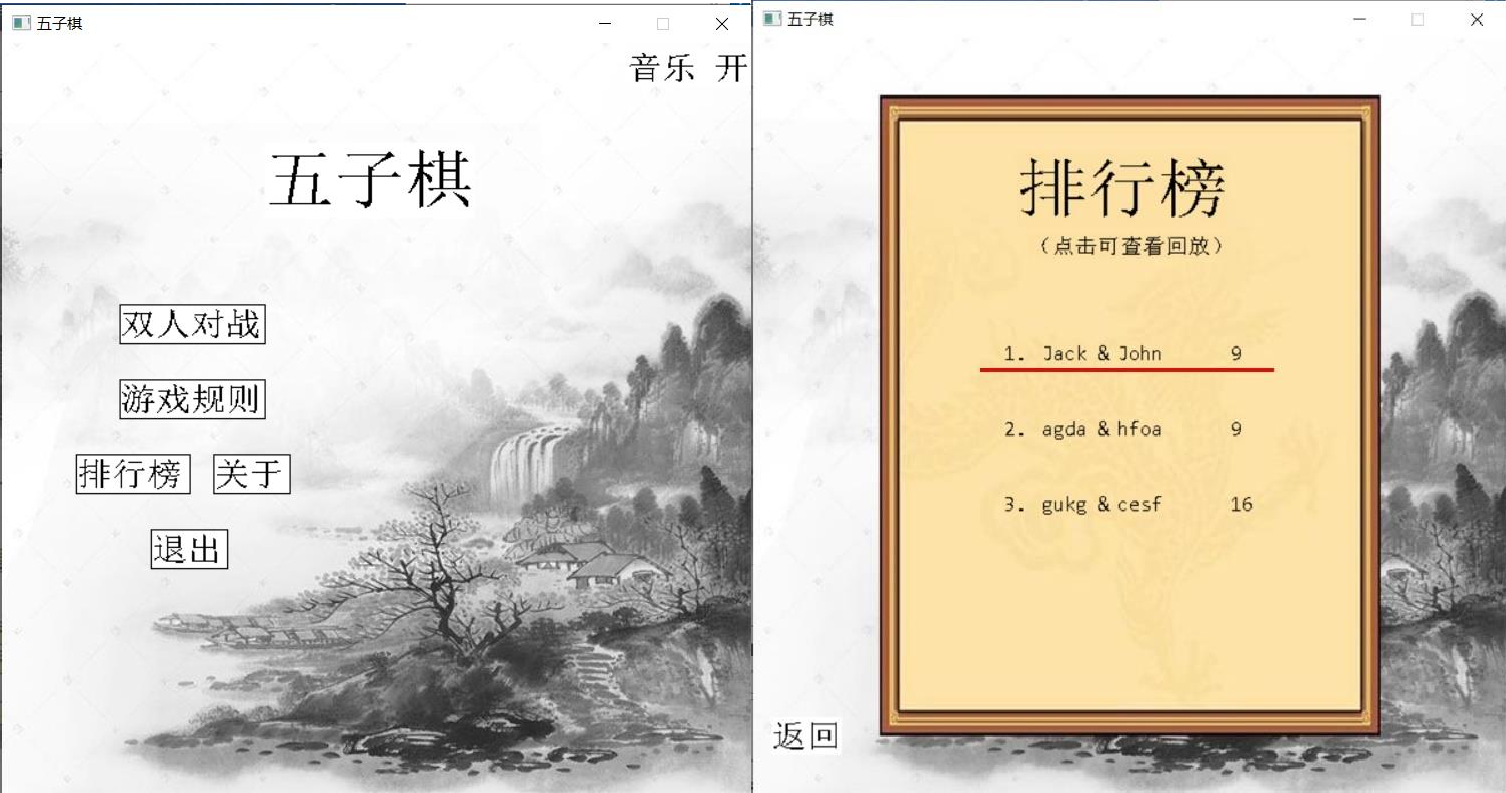 五子棋
音乐 开
五子棋
双人对战
游戏规则
排行榜 关于
退出
五子棋
排行榜
（点击可查看回放）
1. Jack & John 9
2. agda & hfoa 9
3. gukg & cesf 16
返回